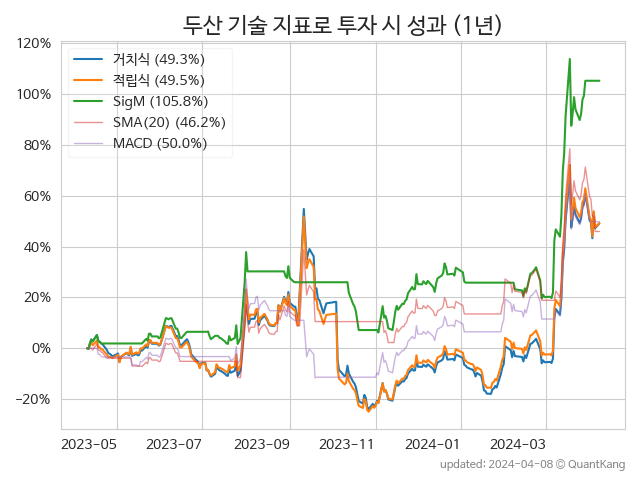 두산 기술 지표로 투자 시 성과 (1년)
120%
100%
80%
60%
40%
20%
0%
−20%
거치식 (49.3%)
적립식 (49.5%)
SigM (105.8%)
SMA(20) (46.2%)
MACD (50.0%)
2023-05
2023-07
2023-09
2023-11
2024-01
2024-03
updated: 2024-04-08 © QuantKang